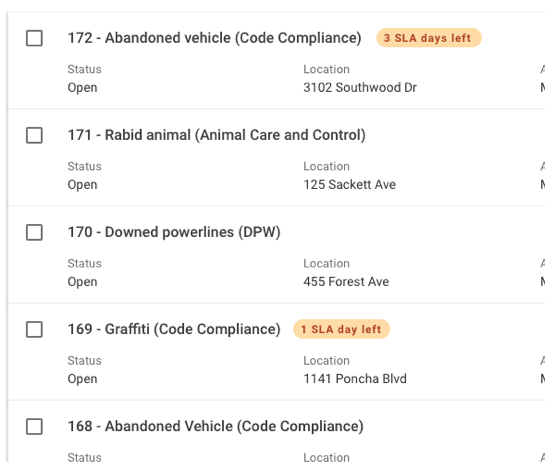 172 - Abandoned vehicle (Code Compliance) 3 SLA days left
Status Location
Open 3102 Southwood Dr
171 - Rabid animal (Animal Care and Control)
Status Location
Open 125 Sackett Ave
170 - Downed powerlines (DPW)
Status Location
Open 455 Forest Ave
169 - Graffiti (Code Compliance) 1 SLA day left
Status Location
Open 1141 Poncha Blvd
168 - Abandoned Vehicle (Code Compliance)
Status Location